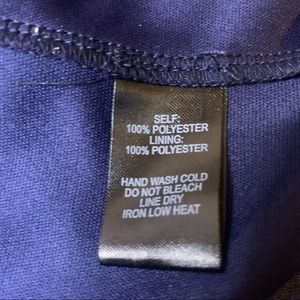 SELF:
100% POLYESTER
LINING:
100% POLYESTER
HAND WASH COLD
DO NOT BLEACH
LINE DRY
IRON LOW HEAT